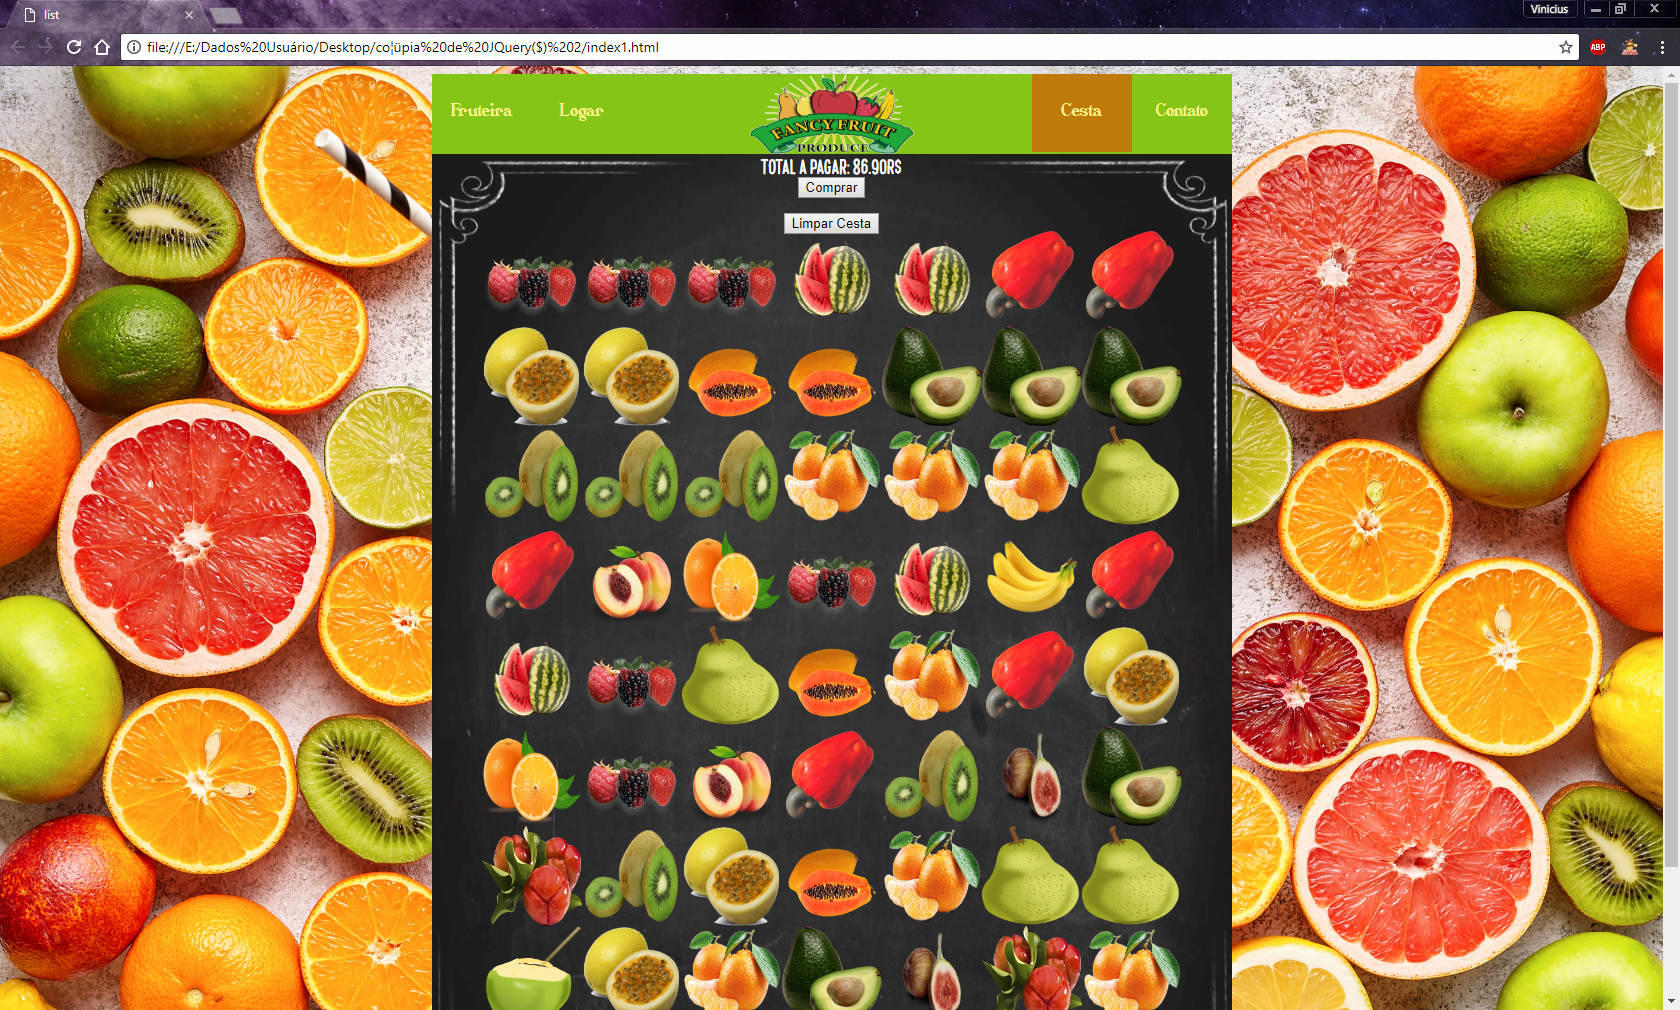 list
Vinicius
file:///E:/Dados%20Usuário/Desktop/co¦üpia%20de%20JQuery($)%202/index1.html
ABP
Fruteira
Logar
FANCY FRUIT
PRODUCE
Cesta
Contato
TOTAL A PAGAR: 86.90R$
Comprar
Limpar Cesta